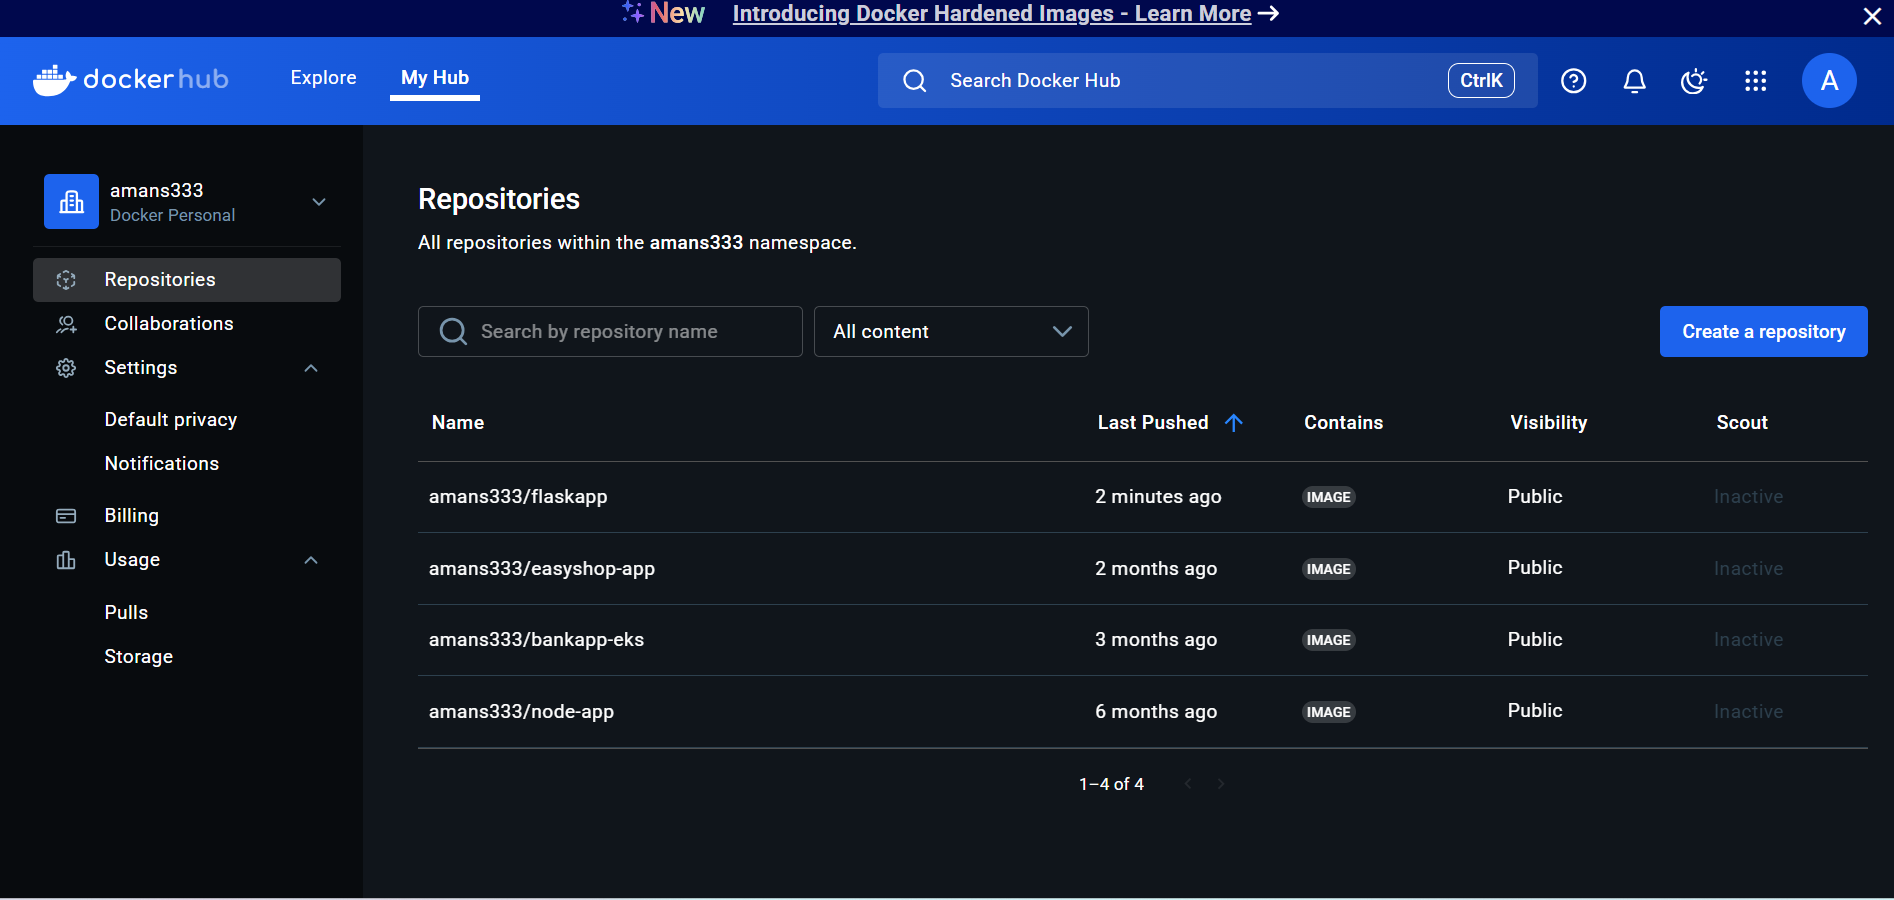 New Introducing Docker Hardened Images - Learn More →
dockerhub Explore My Hub Search Docker Hub CtrlK A
amans333
Docker Personal
Repositories
Collaborations
Settings
Default privacy
Notifications
Billing
Usage
Pulls
Storage
Repositories
All repositories within the amans333 namespace.
Search by repository name All content Create a repository
Name Last Pushed Contains Visibility Scout
amans333/flaskapp 2 minutes ago IMAGE Public Inactive
amans333/easyshop-app 2 months ago IMAGE Public Inactive
amans333/bankapp-eks 3 months ago IMAGE Public Inactive
amans333/node-app 6 months ago IMAGE Public Inactive
1–4 of 4